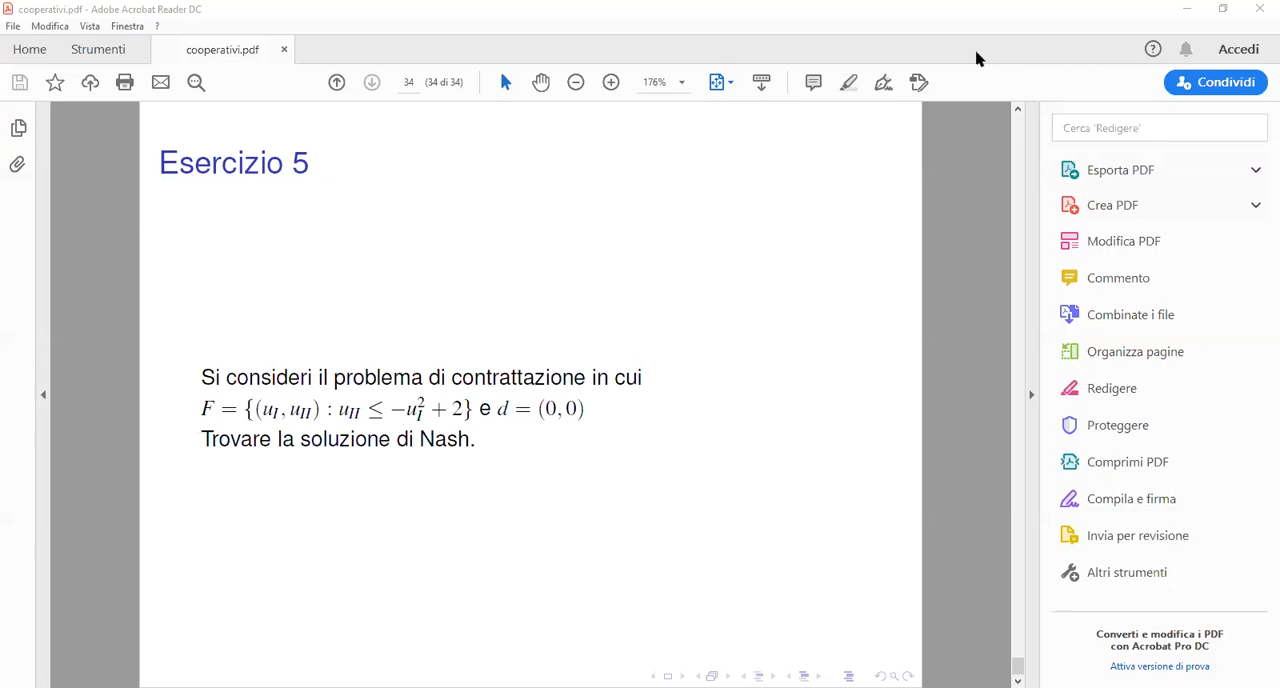 cooperativi.pdf - Adobe Acrobat Reader DC
File Modifica Vista Finestra ?
Home Strumenti cooperativi.pdf × Accedi
34 (34 di 34) 176% Condividi
Cerca 'Redigere'
Esercizio 5
Esporta PDF
Crea PDF
Modifica PDF
Commento
Combinate i file
Organizza pagine
Si consideri il problema di contrattazione in cui
Redigere
F = {(u_I, u_II) : u_II ≤ −u_I^2 + 2} e d = (0, 0)
Proteggere
Trovare la soluzione di Nash.
Comprimi PDF
Compila e firma
Invia per revisione
Altri strumenti
Converti e modifica i PDF
con Acrobat Pro DC
Attiva versione di prova